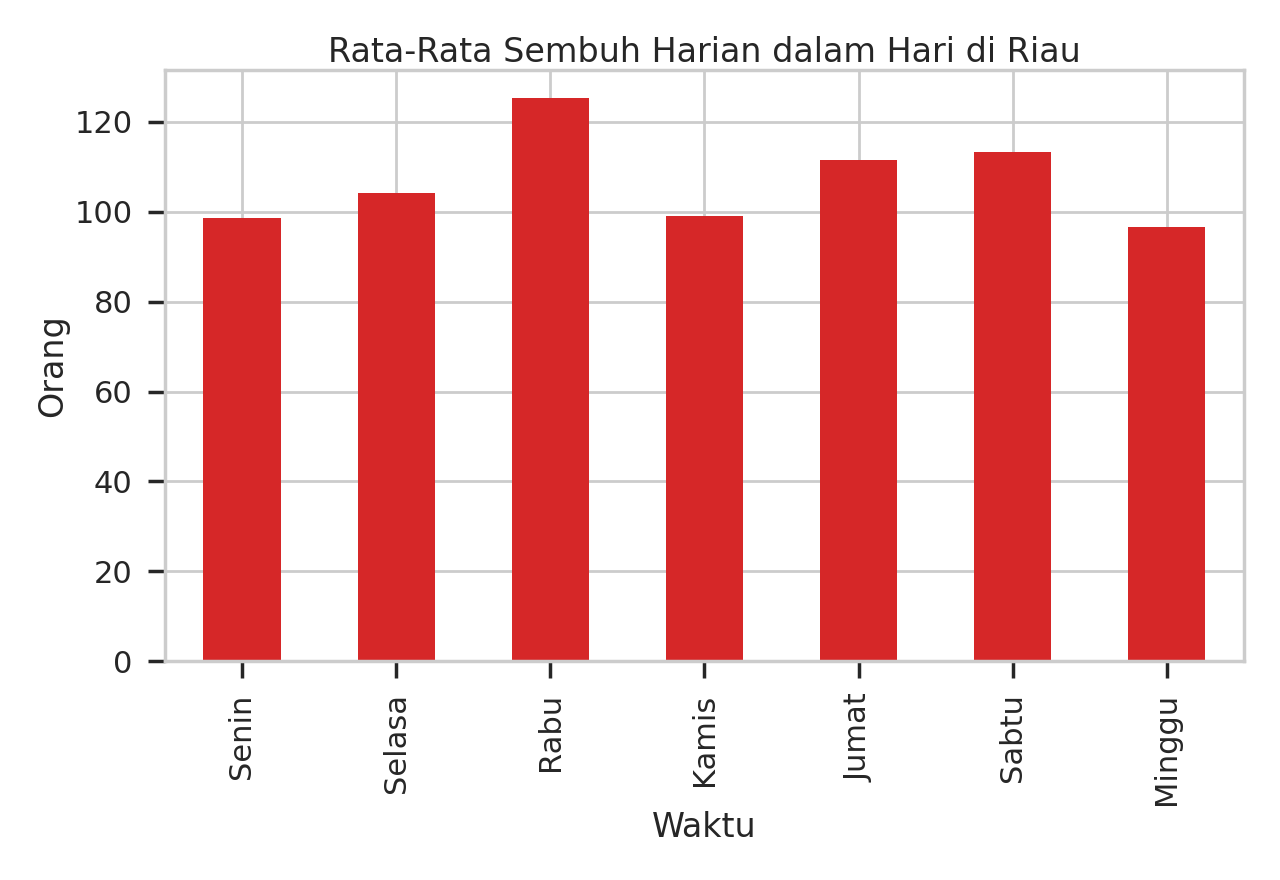 Rata-Rata Sembuh Harian dalam Hari di Riau
Orang
120
100
80
60
40
20
0
Senin
Selasa
Rabu
Kamis
Jumat
Sabtu
Minggu
Waktu